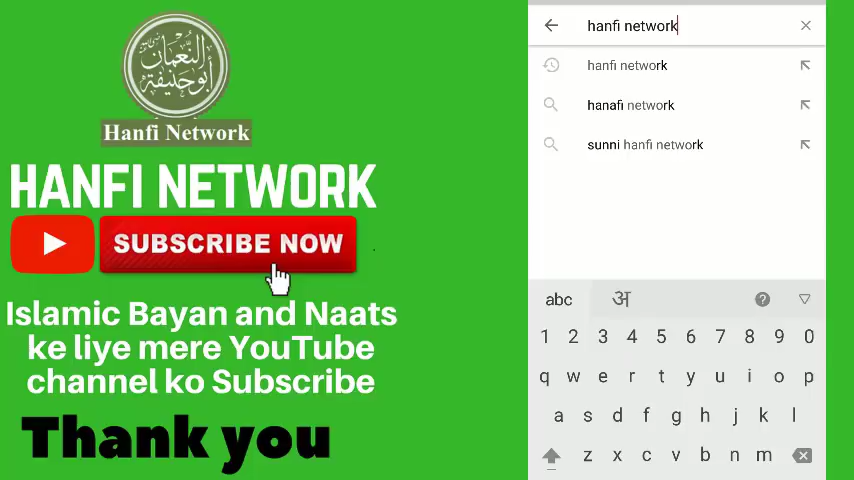 النعمان
أبو حنيفة
Hanfi Network
HANFI NETWORK
SUBSCRIBE NOW
Islamic Bayan and Naats
ke liye mere YouTube
channel ko Subscribe
Thank you
hanfi network
hanfi network
hanafi network
sunni hanfi network
abc अ ?
1 2 3 4 5 6 7 8 9 0
q w e r t y u i o p
a s d f g h j k l
z x c v b n m